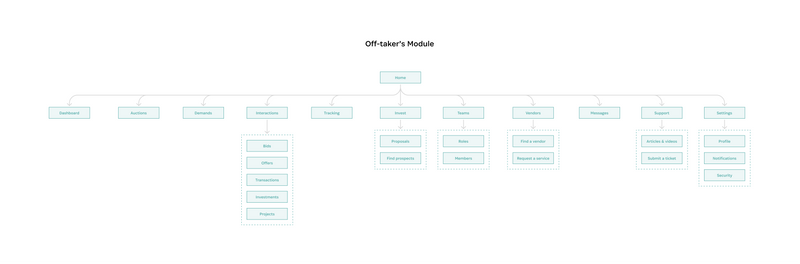 Off-taker's Module
Home
Dashboard
Auctions
Demands
Interactions
Tracking
Invest
Teams
Vendors
Messages
Support
Settings
Bids
Offers
Transactions
Investments
Projects
Proposals
Find prospects
Roles
Members
Find a vendor
Request a service
Articles & videos
Submit a ticket
Profile
Notifications
Security